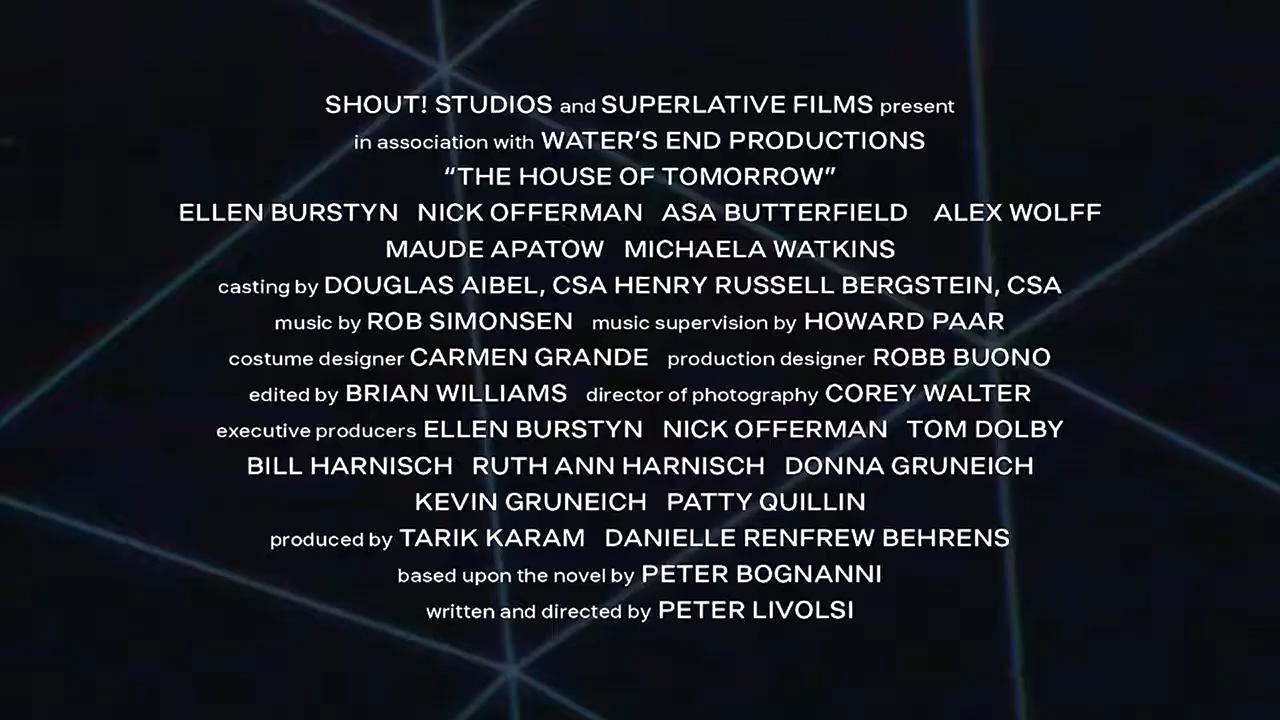 SHOUT! STUDIOS and SUPERLATIVE FILMS present
in association with WATER'S END PRODUCTIONS
“THE HOUSE OF TOMORROW”
ELLEN BURSTYN NICK OFFERMAN ASA BUTTERFIELD ALEX WOLFF
MAUDE APATOW MICHAELA WATKINS
casting by DOUGLAS AIBEL, CSA HENRY RUSSELL BERGSTEIN, CSA
music by ROB SIMONSEN music supervision by HOWARD PAAR
costume designer CARMEN GRANDE production designer ROBB BUONO
edited by BRIAN WILLIAMS director of photography COREY WALTER
executive producers ELLEN BURSTYN NICK OFFERMAN TOM DOLBY
BILL HARNISCH RUTH ANN HARNISCH DONNA GRUNEICH
KEVIN GRUNEICH PATTY QUILLIN
produced by TARIK KARAM DANIELLE RENFREW BEHRENS
based upon the novel by PETER BOGNANNI
written and directed by PETER LIVOLSI